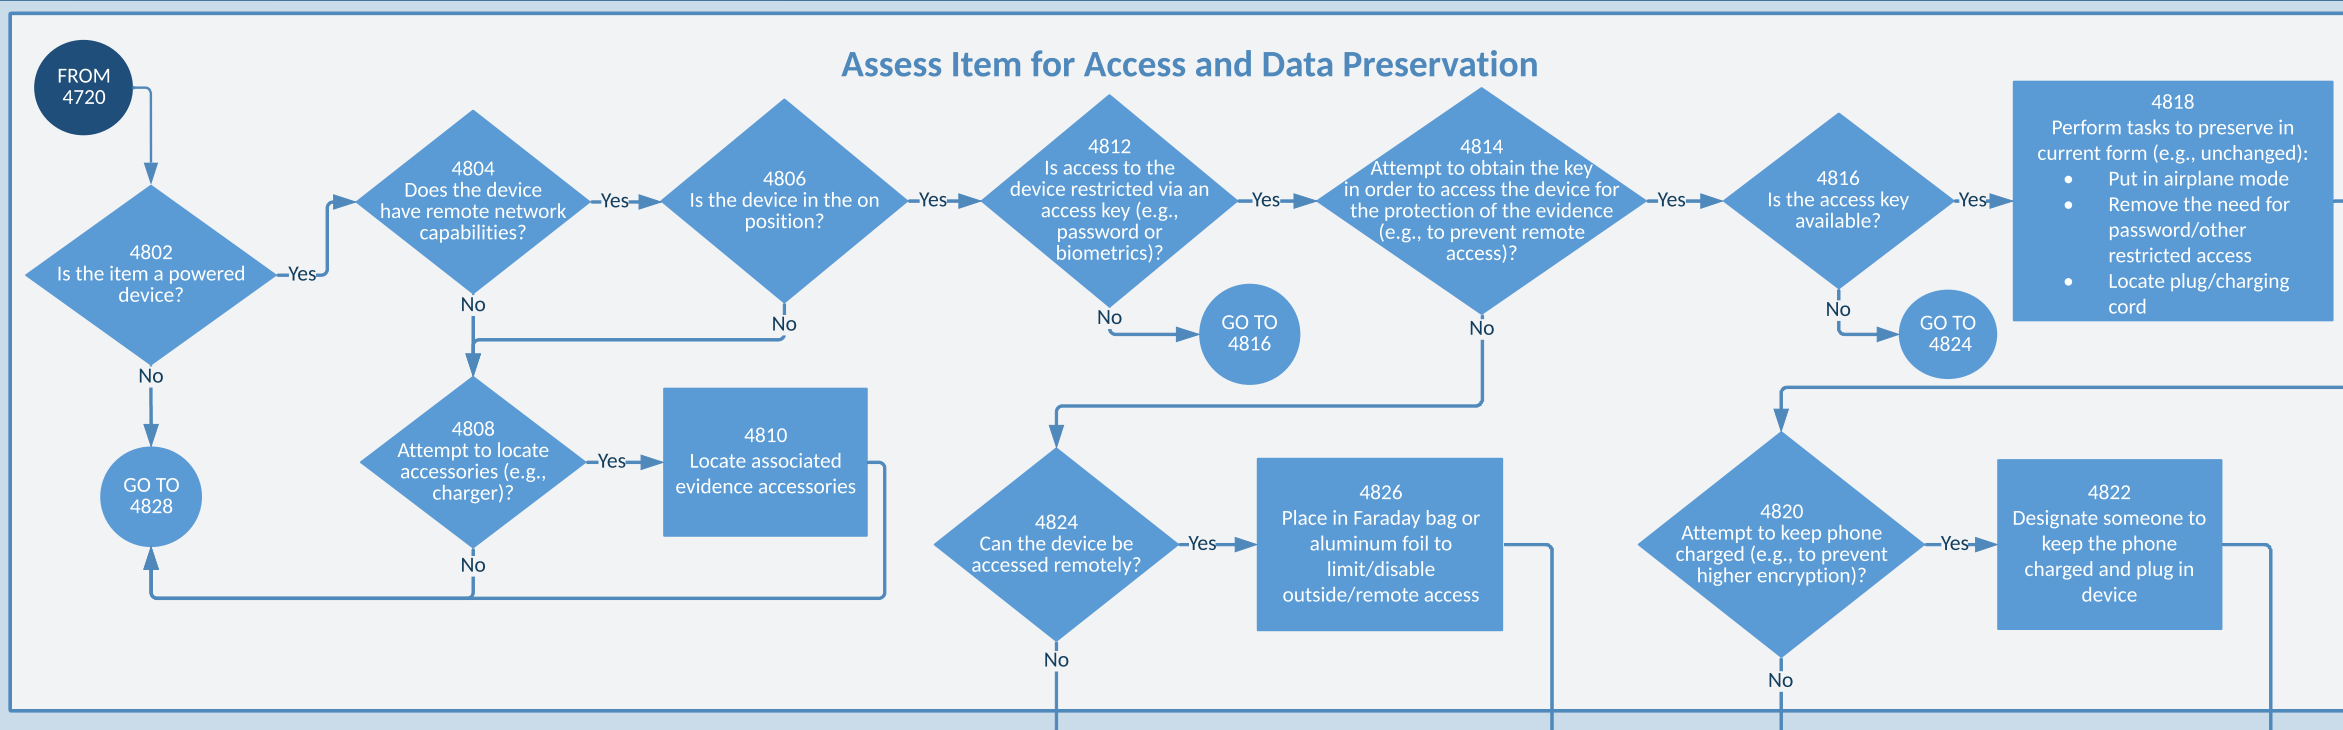 Assess Item for Access and Data Preservation
FROM
4720
4802
Is the item a powered
device?
Yes
No
GO TO
4828
4804
Does the device
have remote network
capabilities?
Yes
No
4806
Is the device in the on
position?
Yes
No
4808
Attempt to locate
accessories (e.g.,
charger)?
Yes
No
4810
Locate associated
evidence accessories
4812
Is access to the
device restricted via an
access key (e.g.,
password or
biometrics)?
Yes
No
GO TO
4816
4814
Attempt to obtain the key
in order to access the device for
the protection of the evidence
(e.g., to prevent remote
access)?
Yes
No
4816
Is the access key
available?
Yes
No
GO TO
4824
4818
Perform tasks to preserve in
current form (e.g., unchanged):
• Put in airplane mode
• Remove the need for
password/other
restricted access
• Locate plug/charging
cord
4824
Can the device be
accessed remotely?
Yes
No
4826
Place in Faraday bag or
aluminum foil to
limit/disable
outside/remote access
4820
Attempt to keep phone
charged (e.g., to prevent
higher encryption)?
Yes
No
4822
Designate someone to
keep the phone
charged and plug in
device